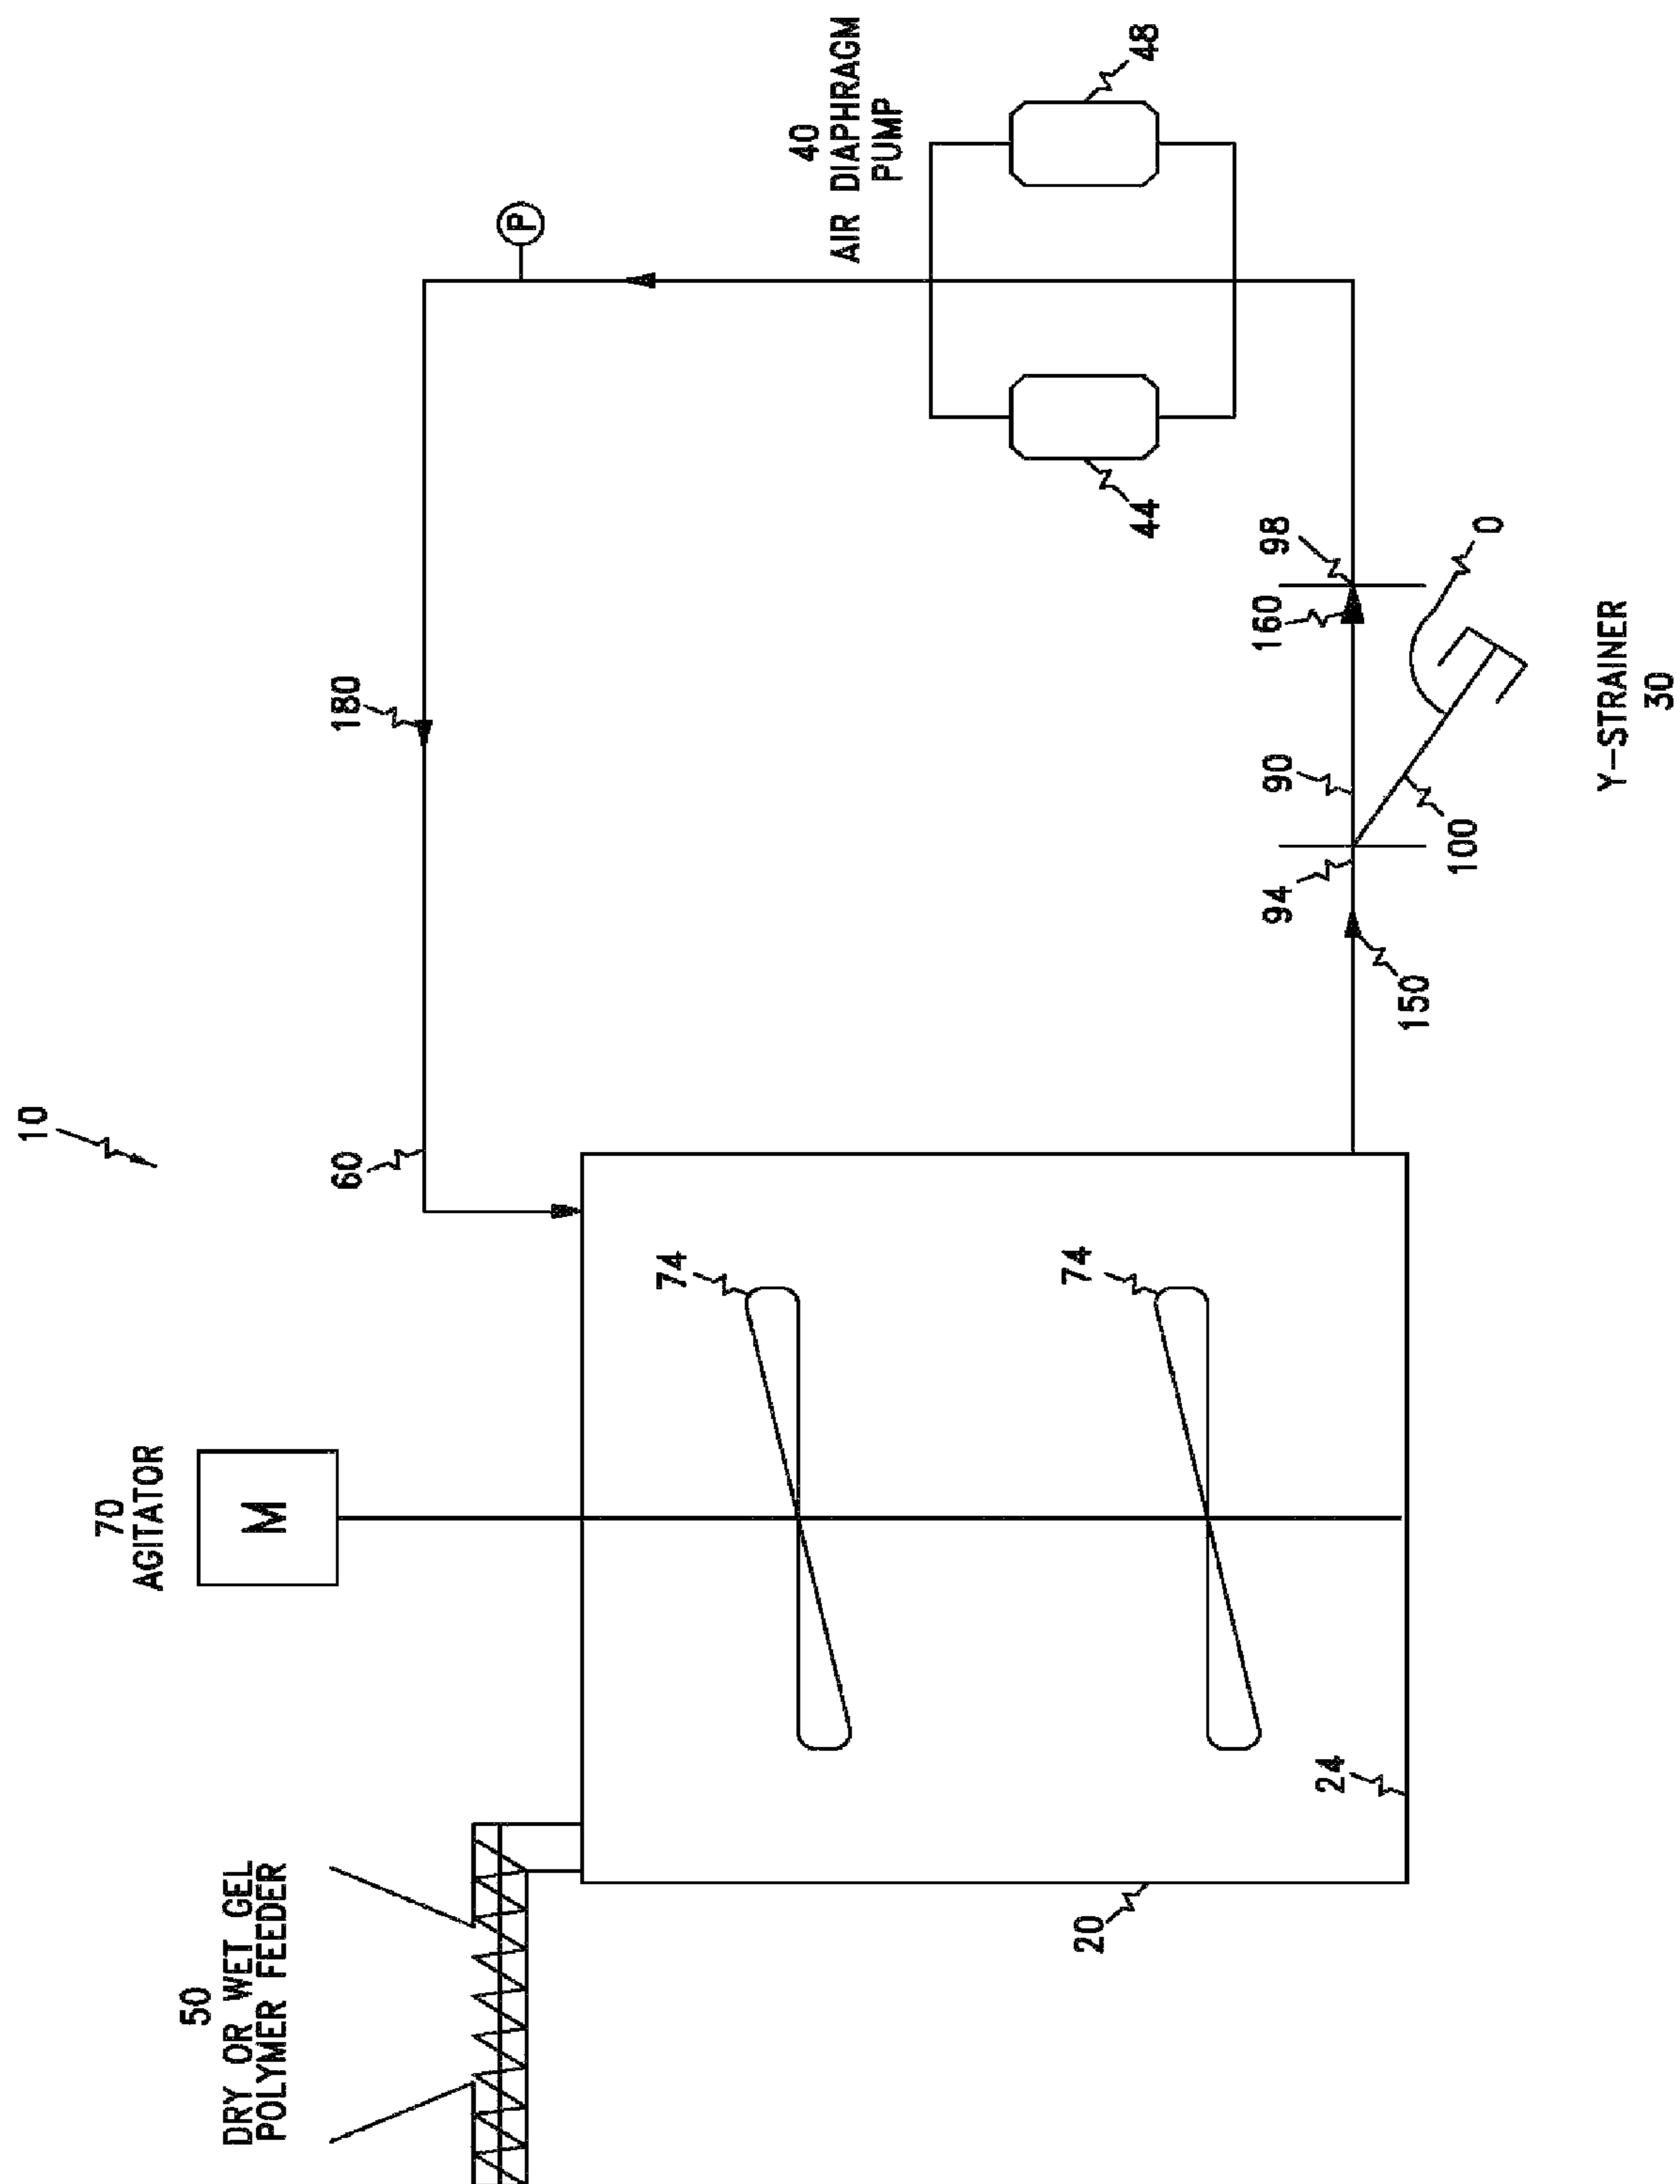 10
50
DRY OR WET GEL
POLYMER FEEDER
70
AGITATOR
M
60
180
P
40
AIR DIAPHRAGM
PUMP
74
74
20
24
44
48
150
94
90
160
98
100
0
Y-STRAINER
30